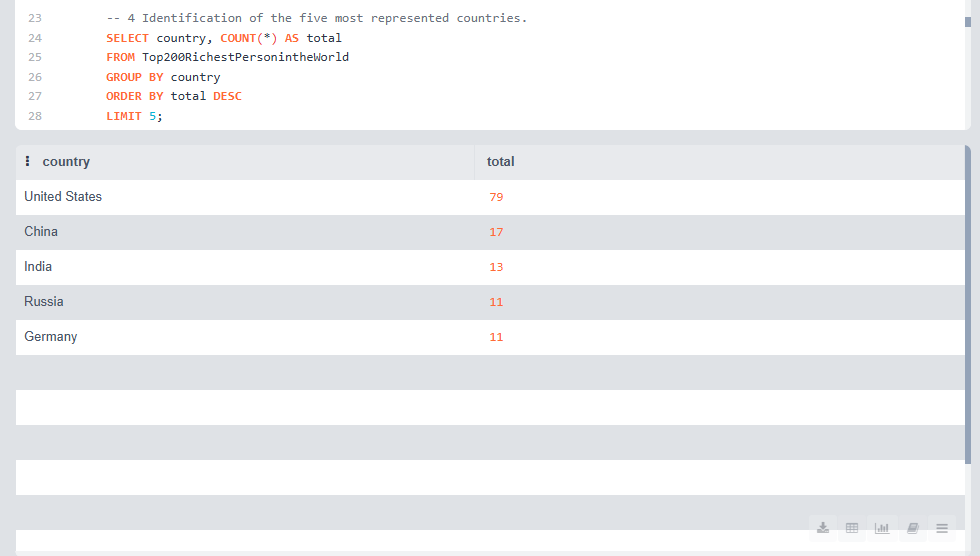 23 -- 4 Identification of the five most represented countries.
24 SELECT country, COUNT(*) AS total
25 FROM Top200RichestPersonintheWorld
26 GROUP BY country
27 ORDER BY total DESC
28 LIMIT 5;
country total
United States 79
China 17
India 13
Russia 11
Germany 11